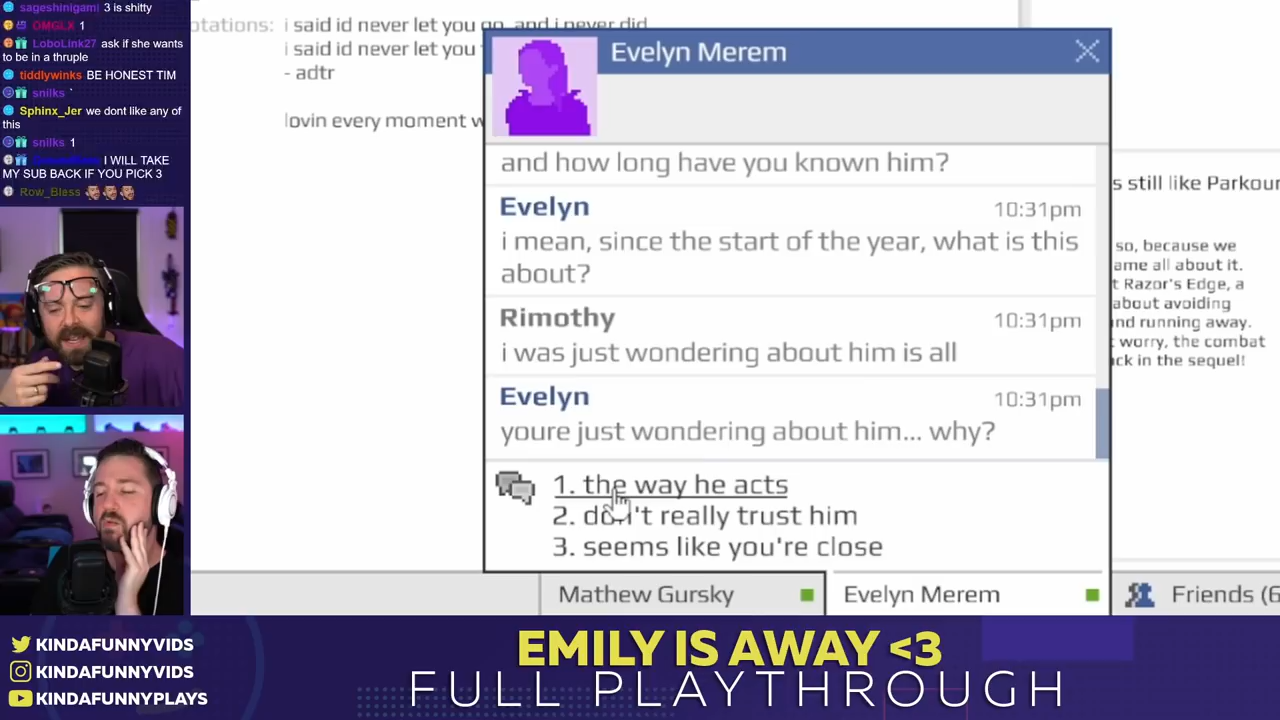 sageshinigami 3 is shitty
OMGLX 1
LoboLink27 ask if she wants
to be in a thruple
tiddlywinks BE HONEST TIM
snilks `
Sphinx_Jer we dont like any of
this
snilks 1
I WILL TAKE
MY SUB BACK IF YOU PICK 3
Row_Bless
otations: i said id never let you go, and i never did
i said id never let you
- adtr
lovin every moment w
Evelyn Merem
and how long have you known him?
Evelyn 10:31pm
i mean, since the start of the year, what is this
about?
Rimothy 10:31pm
i was just wondering about him is all
Evelyn 10:31pm
youre just wondering about him... why?
1. the way he acts
2. don't really trust him
3. seems like you're close
s still like Parkour
so, because we
ame all about it.
t Razor's Edge, a
about avoiding
nd running away.
worry, the combat
ck in the sequel!
Mathew Gursky
Evelyn Merem
Friends (6
KINDAFUNNYVIDS
KINDAFUNNYVIDS
KINDAFUNNYPLAYS
EMILY IS AWAY <3
FULL PLAYTHROUGH